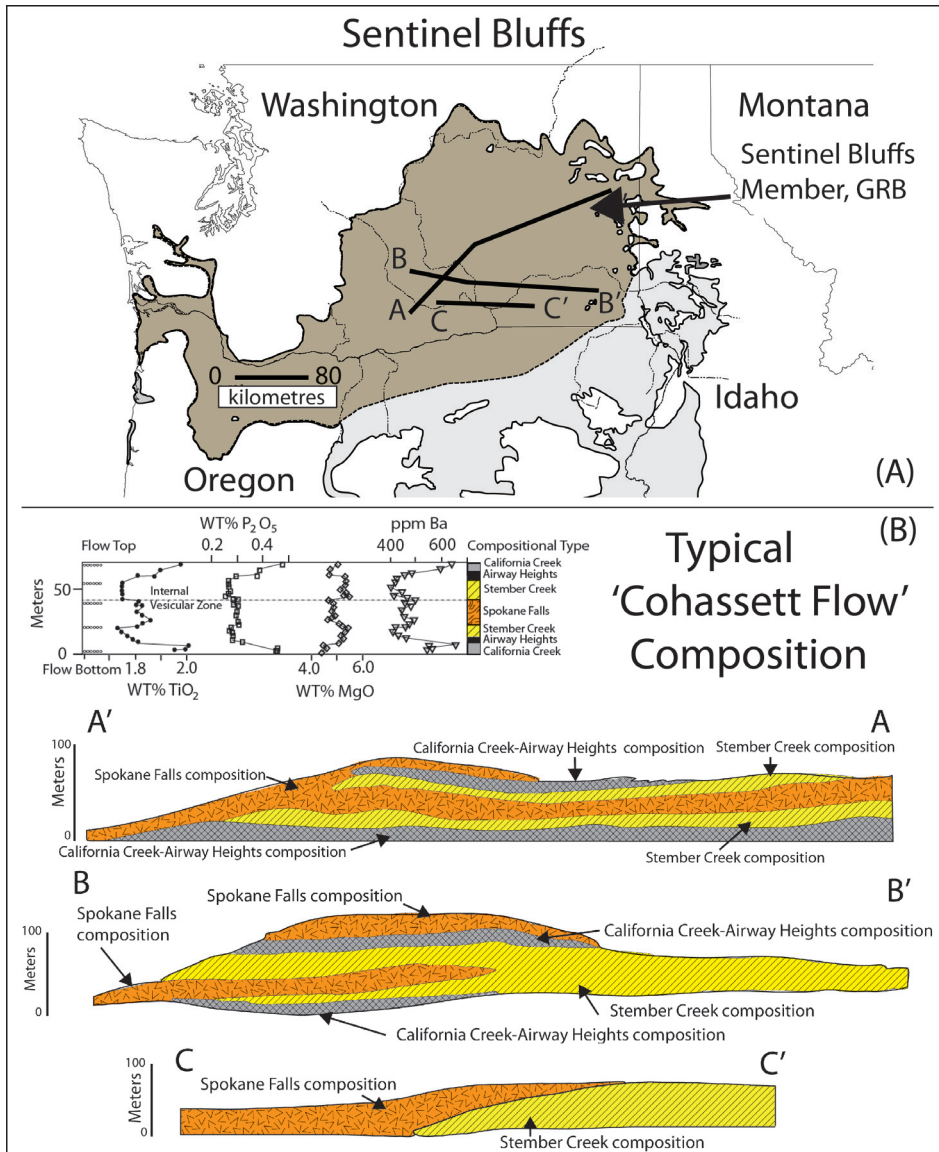 Sentinel Bluffs
Washington
Montana
Sentinel Bluffs
Member, GRB
B
A
C
C'
B'
0 80
kilometres
Idaho
Oregon
(A)
(B)
WT% P2 O5
ppm Ba
Flow Top
0.2 0.4
400 600
Compositional Type
California Creek
Airway Heights
Stember Creek
Spokane Falls
Stember Creek
Airway Heights
California Creek
Meters
50
0
Internal
Vesicular Zone
Flow Bottom
1.8 2.0
4.0 6.0
WT% TiO2
WT% MgO
Typical
'Cohassett Flow'
Composition
A'
A
100
Meters
0
Spokane Falls composition
California Creek-Airway Heights composition
Stember Creek composition
California Creek-Airway Heights composition
Stember Creek composition
B
B'
100
Meters
0
Spokane Falls
composition
Spokane Falls composition
California Creek-Airway Heights composition
Stember Creek composition
California Creek-Airway Heights composition
C
C'
100
Meters
0
Spokane Falls composition
Stember Creek composition